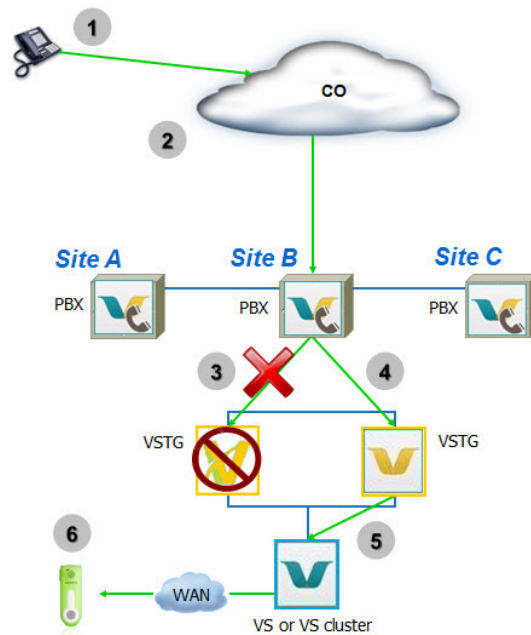 1
CO
2
Site A
Site B
Site C
PBX
PBX
PBX
3
4
VSTG
VSTG
5
6
WAN
VS or VS cluster